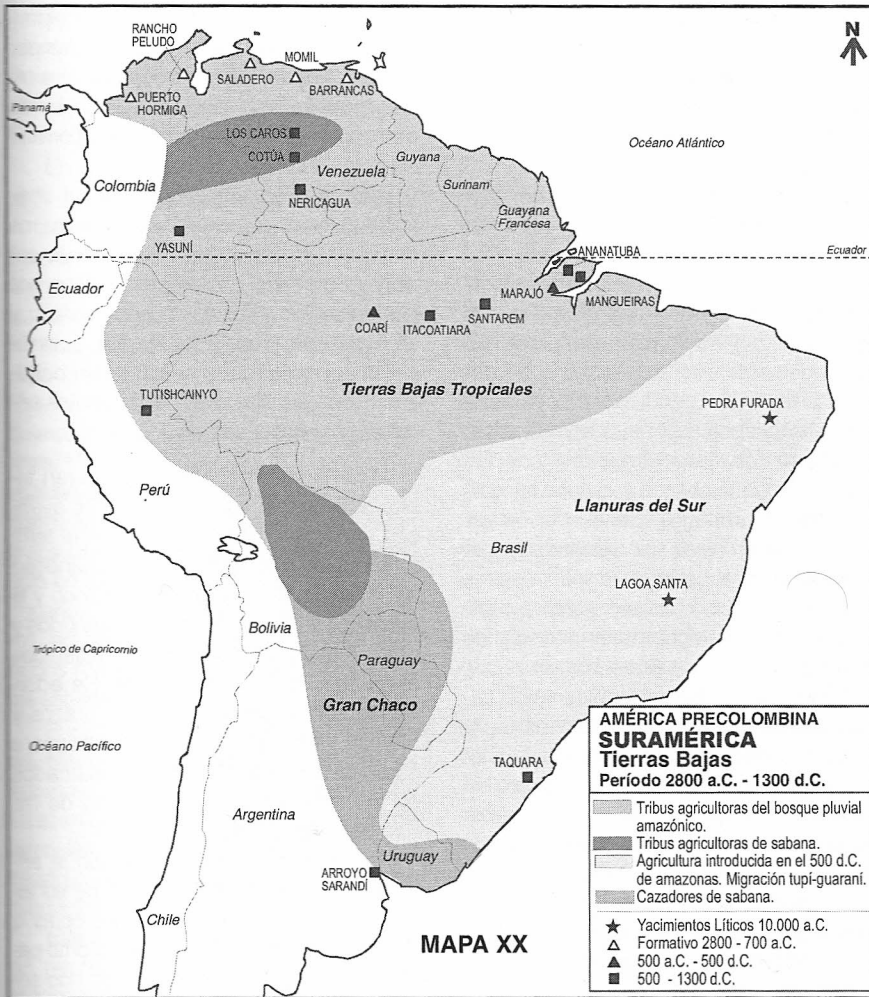 RANCHO
PELUDO
N
MOMIL
SALADERO
BARRANCAS
PUERTO
HORMIGA
Panamá
LOS CAROS
Océano Atlántico
COTÚA
Venezuela
Guyana
Colombia
Surinam
NERICAGUA
Guayana
Francesa
YASUNÍ
ANANATUBA
Ecuador
Ecuador
MARAJÓ
MANGUEIRAS
SANTAREM
COARÍ
ITACOATIARA
Tierras Bajas Tropicales
TUTISHCAINYO
PEDRA FURADA
Perú
Llanuras del Sur
Brasil
LAGOA SANTA
Bolivia
Trópico de Capricornio
Paraguay
Gran Chaco
Océano Pacífico
TAQUARA
Argentina
Uruguay
ARROYO
SARANDÍ
Chile
MAPA XX
AMÉRICA PRECOLOMBINA
SURAMÉRICA
Tierras Bajas
Período 2800 a.C. - 1300 d.C.
Tribus agricultoras del bosque pluvial
amazónico.
Tribus agricultoras de sabana.
Agricultura introducida en el 500 d.C.
de amazonas. Migración tupí-guaraní.
Cazadores de sabana.
Yacimientos Líticos 10.000 a.C.
Formativo 2800 - 700 a.C.
500 a.C. - 500 d.C.
500 - 1300 d.C.